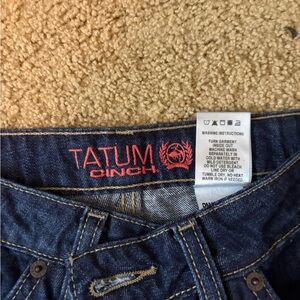 TATUM
CINCH
WASHING INSTRUCTIONS
TURN GARMENT
INSIDE OUT
MACHINE WASH
SEPARATELY IN
COLD WATER WITH
MILD DETERGENT
DO NOT USE BLEACH
LINE DRY OR
TUMBLE DRY, NO HEAT
WARM IRON IF NEEDED.